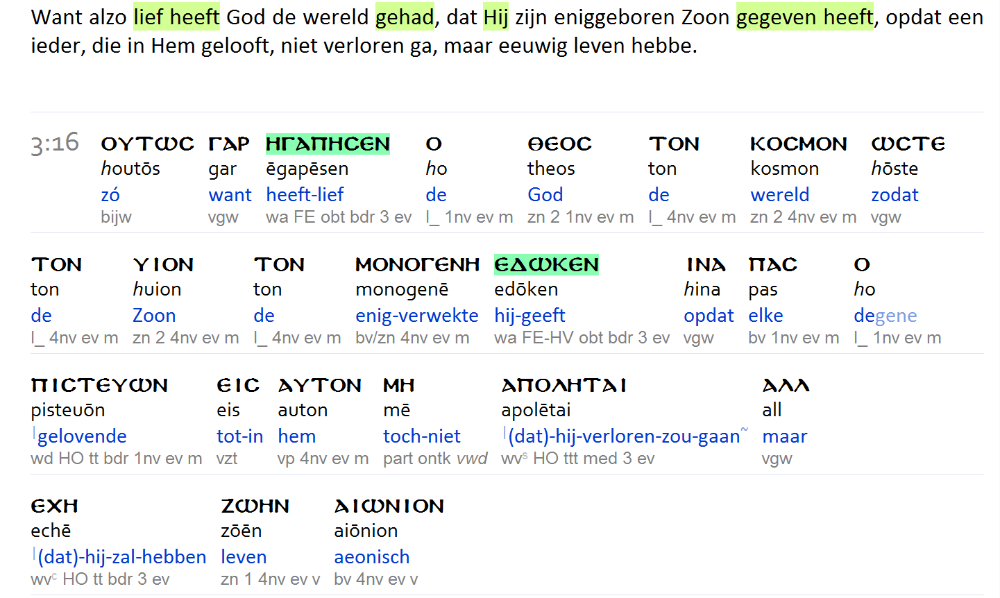 Want alzo lief heeft God de wereld gehad, dat Hij zijn eniggeboren Zoon gegeven heeft, opdat een
ieder, die in Hem gelooft, niet verloren ga, maar eeuwig leven hebbe.
3:16 ΟΥΤΩϹ ΓΑΡ ΗΓΑΠΗϹΕΝ Ο ΘΕΟϹ ΤΟΝ ΚΟϹΜΟΝ ΩϹΤΕ
houtōs gar ēgapēsen ho theos ton kosmon hōste
zó want heeft-lief de God de wereld zodat
bijw vgw wa FE obt bdr 3 ev l_ 1nv ev m zn 2 1nv ev m l_ 4nv ev m zn 2 4nv ev m vgw
ΤΟΝ ΥΙΟΝ ΤΟΝ ΜΟΝΟΓΕΝΗ ΕΔΩΚΕΝ ΙΝΑ ΠΑϹ Ο
ton huion ton monogenē edōken hina pas ho
de Zoon de enig-verwekte hij-geeft opdat elke degene
l_ 4nv ev m zn 2 4nv ev m l_ 4nv ev m bv/zn 4nv ev m wa FE-HV obt bdr 3 ev vgw bv 1nv ev m l_ 1nv ev m
ΠΙϹΤΕΥΩΝ ΕΙϹ ΑΥΤΟΝ ΜΗ ΑΠΟΛΗΤΑΙ ΑΛΛ
pisteuōn eis auton mē apolētai all
|gelovende tot-in hem toch-niet |(dat)-hij-verloren-zou-gaan~ maar
wd HO tt bdr 1nv ev m vzt vp 4nv ev m part ontk vwd wvˢ HO ttt med 3 ev vgw
ΕΧΗ ΖΩΗΝ ΑΙΩΝΙΟΝ
echē zōēn aiōnion
|(dat)-hij-zal-hebben leven aeonisch
wvᶜ HO tt bdr 3 ev zn 1 4nv ev v bv 4nv ev v